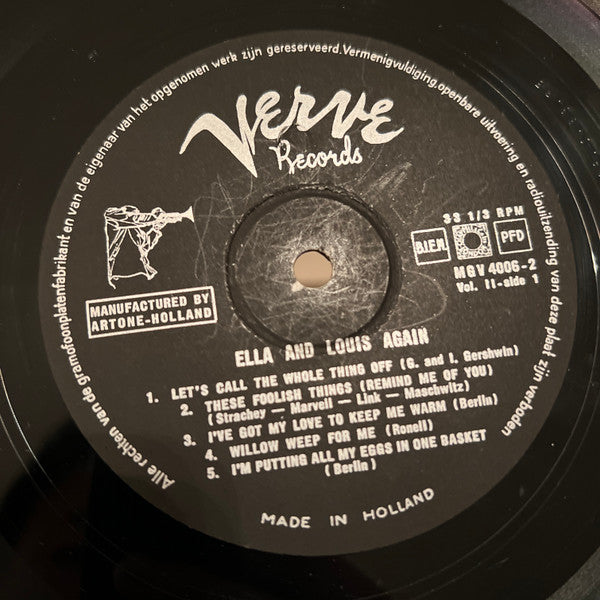 Alle rechten van de gramofoonplatenfabrikant en van de eigenaar van het opgenomen werk zijn gereserveerd. Vermenigvuldiging, openbare uitvoering en radiouitzending van deze plaat zijn verboden
Verve
Records
33 1/3 RPM
B.I.E.M.
PFD
MGV 4006-2
Vol. II-side 1
MANUFACTURED BY
ARTONE-HOLLAND
ELLA AND LOUIS AGAIN
1. LET'S CALL THE WHOLE THING OFF (G. and I. Gershwin)
2. THESE FOOLISH THINGS (REMIND ME OF YOU)
(Strachey — Marvell — Link — Maschwitz)
3. I'VE GOT MY LOVE TO KEEP ME WARM (Berlin)
4. WILLOW WEEP FOR ME (Ronell)
5. I'M PUTTING ALL MY EGGS IN ONE BASKET
(Berlin)
MADE IN HOLLAND